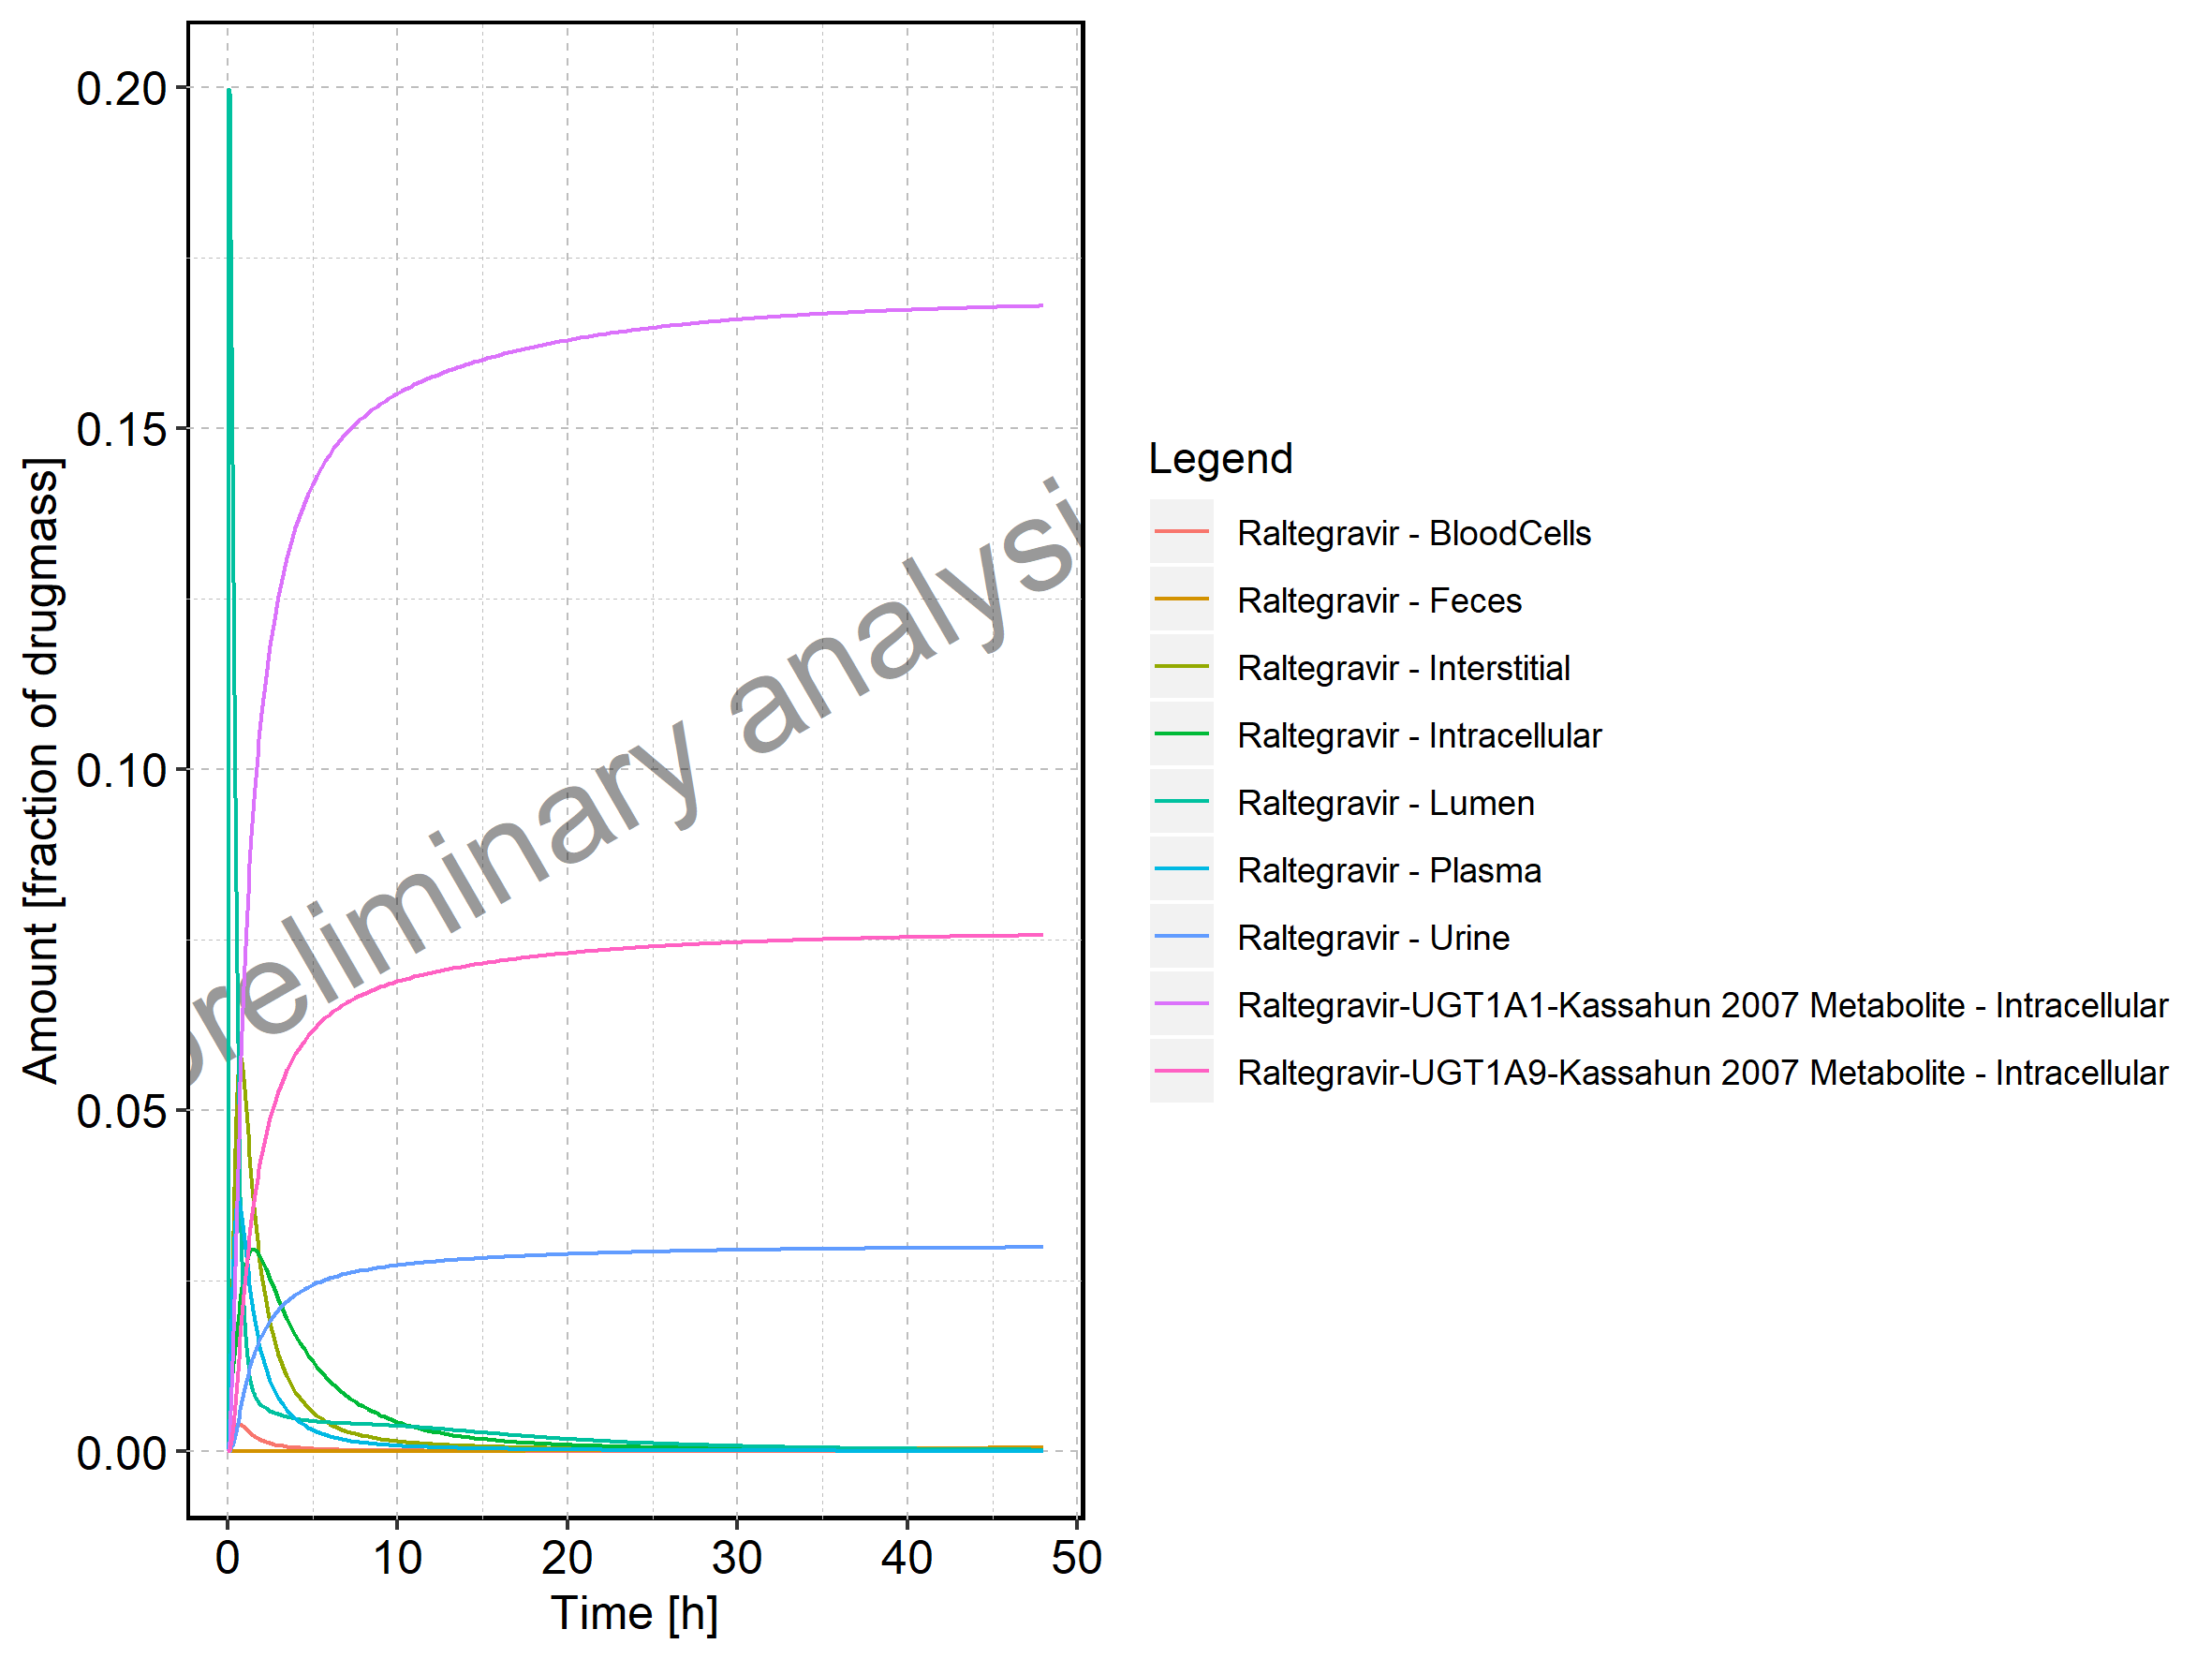 0.20
0.15
0.10
0.05
0.00
Amount [fraction of drugmass]
0 10 20 30 40 50
Time [h]
preliminary analysis
Legend
Raltegravir - BloodCells
Raltegravir - Feces
Raltegravir - Interstitial
Raltegravir - Intracellular
Raltegravir - Lumen
Raltegravir - Plasma
Raltegravir - Urine
Raltegravir-UGT1A1-Kassahun 2007 Metabolite - Intracellular
Raltegravir-UGT1A9-Kassahun 2007 Metabolite - Intracellular